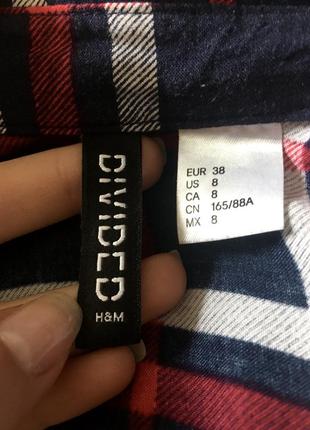 DIVIDED
H&M
EUR 38
US 8
CA 8
CN 165/88A
MX 8